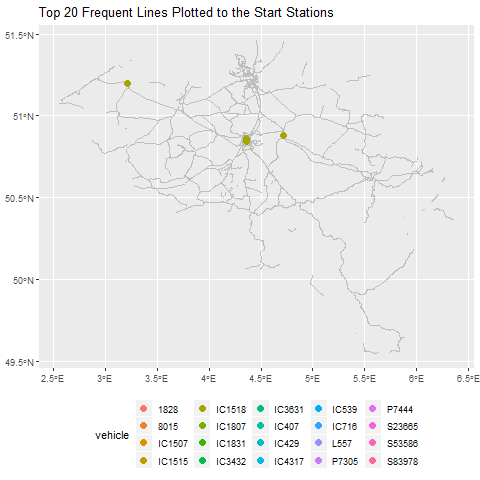 Top 20 Frequent Lines Plotted to the Start Stations
51.5°N
51°N
50.5°N
50°N
49.5°N
2.5°E 3°E 3.5°E 4°E 4.5°E 5°E 5.5°E 6°E 6.5°E
vehicle
1828 IC1518 IC3631 IC539 P7444
8015 IC1807 IC407 IC716 S23665
IC1507 IC1831 IC429 L557 S53586
IC1515 IC3432 IC4317 P7305 S83978